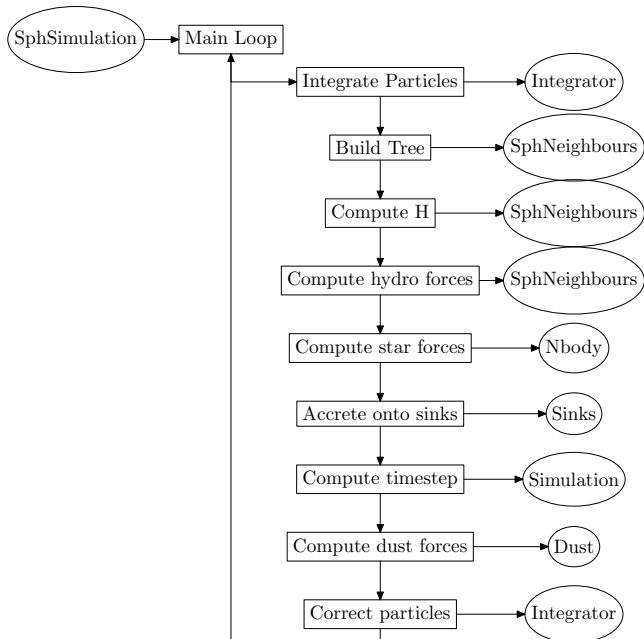 SphSimulation
Main Loop
Integrate Particles
Integrator
Build Tree
SphNeighbours
Compute H
SphNeighbours
Compute hydro forces
SphNeighbours
Compute star forces
Nbody
Accrete onto sinks
Sinks
Compute timestep
Simulation
Compute dust forces
Dust
Correct particles
Integrator